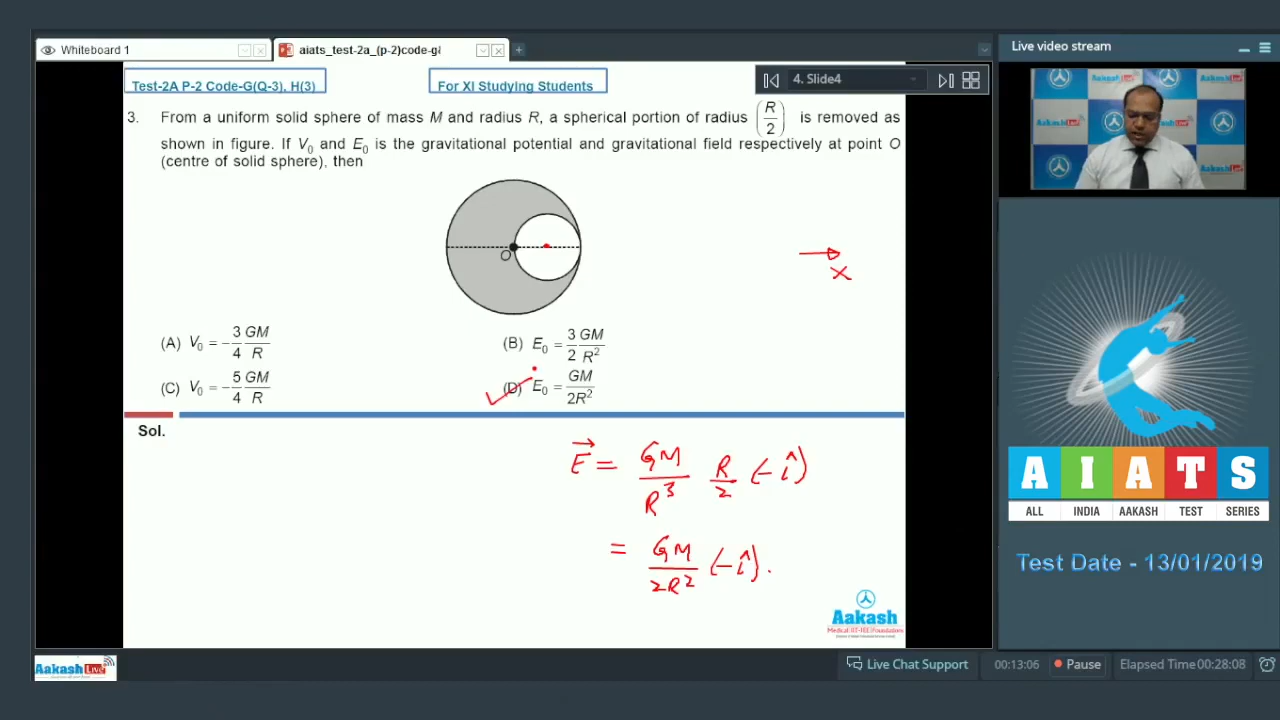 Whiteboard 1
aiats_test-2a_(p-2)code-g&
Live video stream
Test-2A P-2 Code-G(Q-3), H(3)
For XI Studying Students
4. Slide4
3. From a uniform solid sphere of mass M and radius R, a spherical portion of radius (R/2) is removed as
shown in figure. If V₀ and E₀ is the gravitational potential and gravitational field respectively at point O
(centre of solid sphere), then
O
X
(A) V₀ = -3/4 GM/R
(B) E₀ = 3/2 GM/R²
(C) V₀ = -5/4 GM/R
(D) E₀ = GM/2R²
Sol.
E⃗ = GM/R³ R/2 (-î)
= GM/2R² (-î).
AIATS
ALL INDIA AAKASH TEST SERIES
Test Date - 13/01/2019
Aakash
Medical|IIT-JEE|Foundations
Aakash Live
Live Chat Support
00:13:06
Pause
Elapsed Time 00:28:08